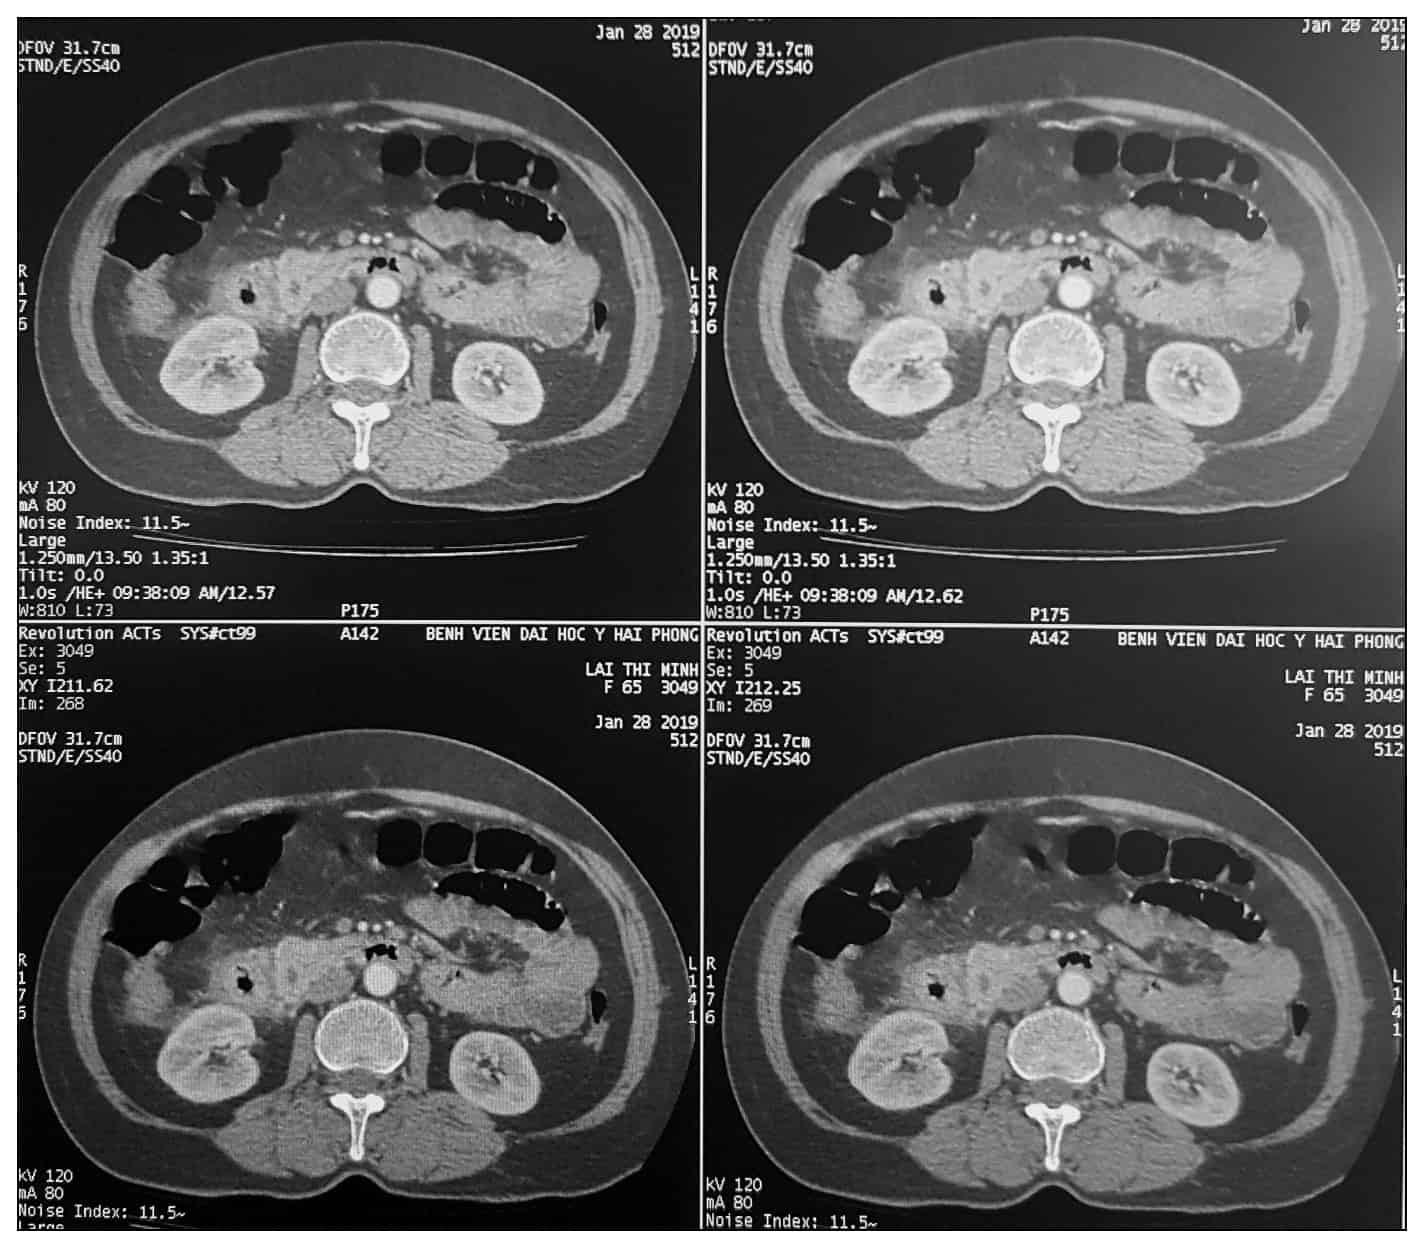 Jan 28 2019
512
DFOV 31.7cm
STND/E/SS40
R
1
7
6
L
1
4
1
kV 120
mA 80
Noise Index: 11.5~
Large
1.250mm/13.50 1.35:1
Tilt: 0.0
1.0s /HE+ 09:38:09 AM/12.57
W:810 L:73
P175
Jan 28 2019
512
DFOV 31.7cm
STND/E/SS40
R
1
7
6
L
1
4
1
kV 120
mA 80
Noise Index: 11.5~
Large
1.250mm/13.50 1.35:1
Tilt: 0.0
1.0s /HE+ 09:38:09 AM/12.62
W:810 L:73
P175
Revolution ACTs SYS#ct99 A142 BENH VIEN DAI HOC Y HAI PHONG
Ex: 3049
Se: 5
XY I211.62
Im: 268
LAI THI MINH
F 65 3049
Jan 28 2019
512
DFOV 31.7cm
STND/E/SS40
R
1
7
6
L
1
4
1
kV 120
mA 80
Noise Index: 11.5~
Large
Revolution ACTs SYS#ct99 A142 BENH VIEN DAI HOC Y HAI PHONG
Ex: 3049
Se: 5
XY I212.25
Im: 269
LAI THI MINH
F 65 3049
Jan 28 2019
512
DFOV 31.7cm
STND/E/SS40
R
1
7
6
L
1
4
1
kV 120
mA 80
Noise Index: 11.5~